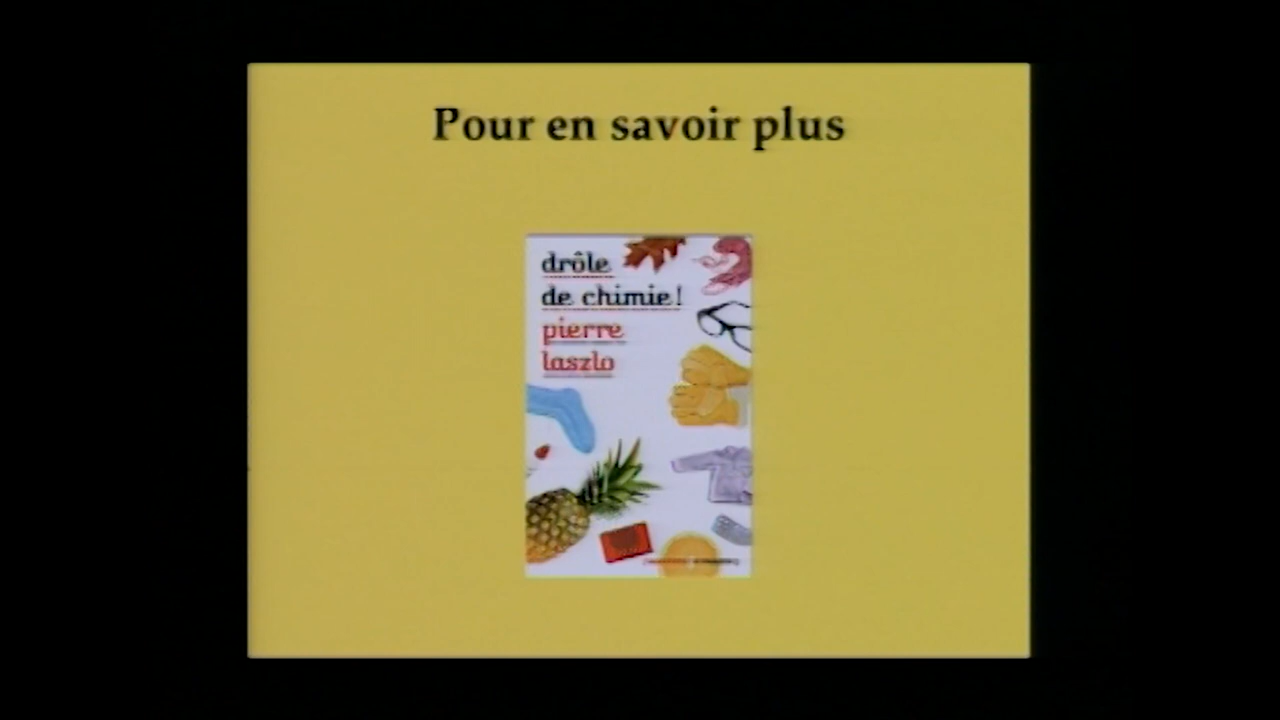 Pour en savoir plus
drôle
de chimie!
pierre
laszlo